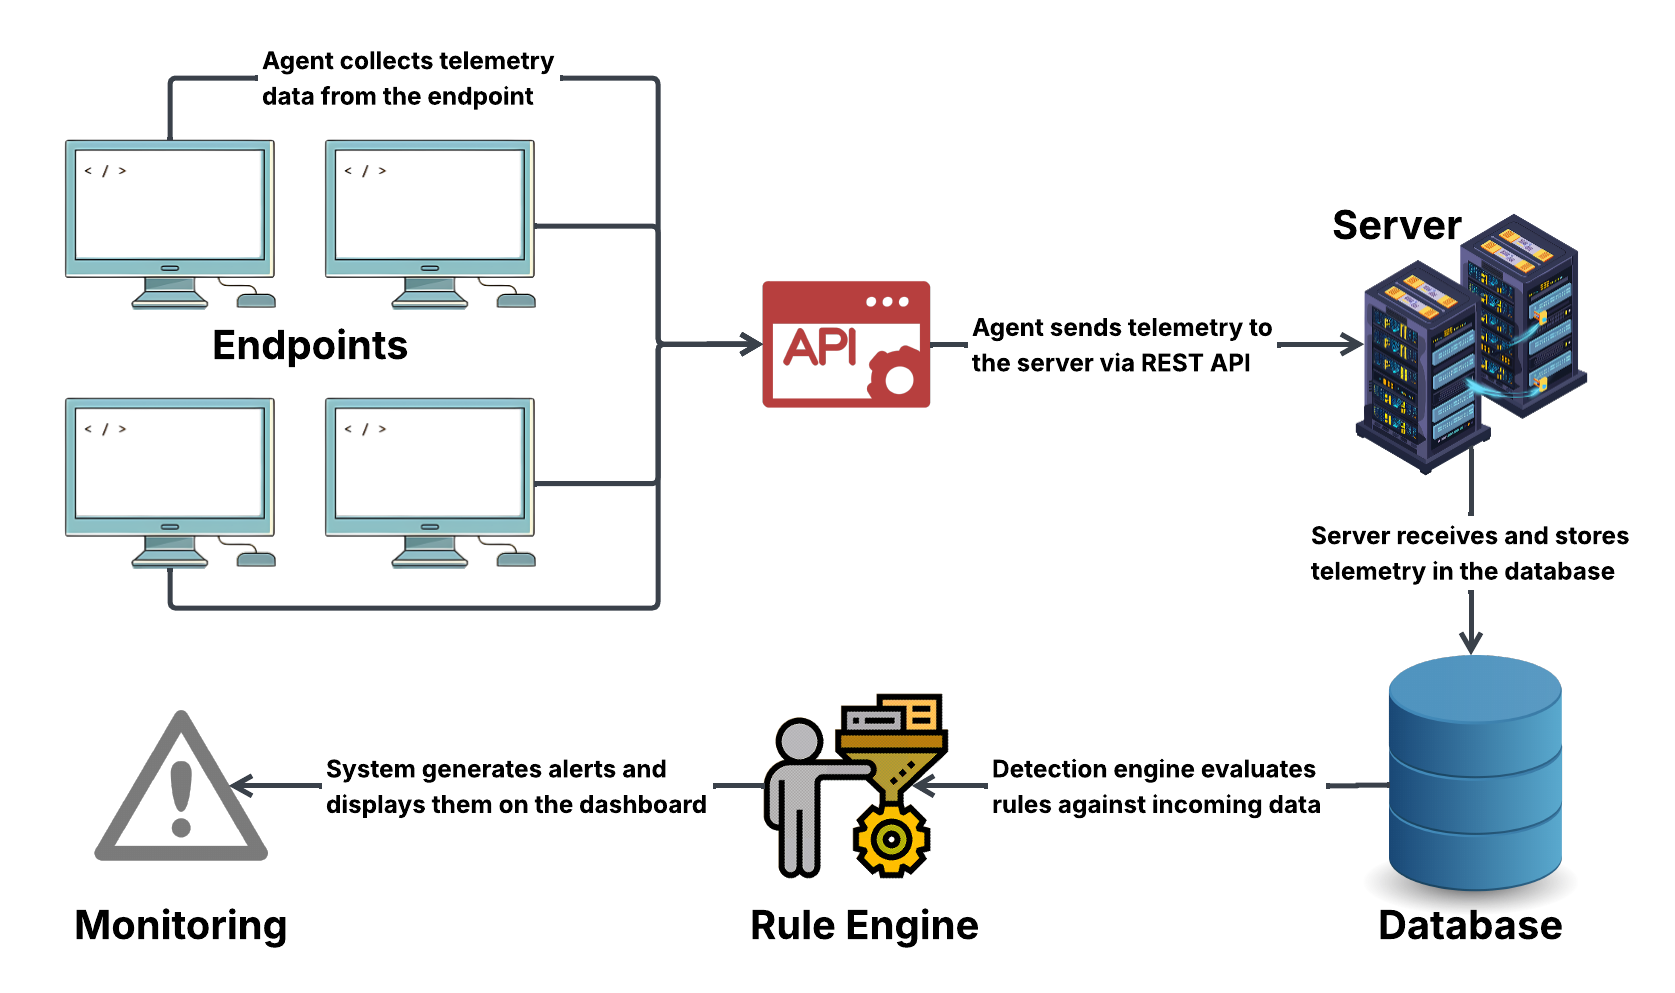 Agent collects telemetry
data from the endpoint
< / >
< / >
Endpoints
< / >
< / >
API
Agent sends telemetry to
the server via REST API
Server
Server receives and stores
telemetry in the database
Database
Detection engine evaluates
rules against incoming data
Rule Engine
System generates alerts and
displays them on the dashboard
Monitoring